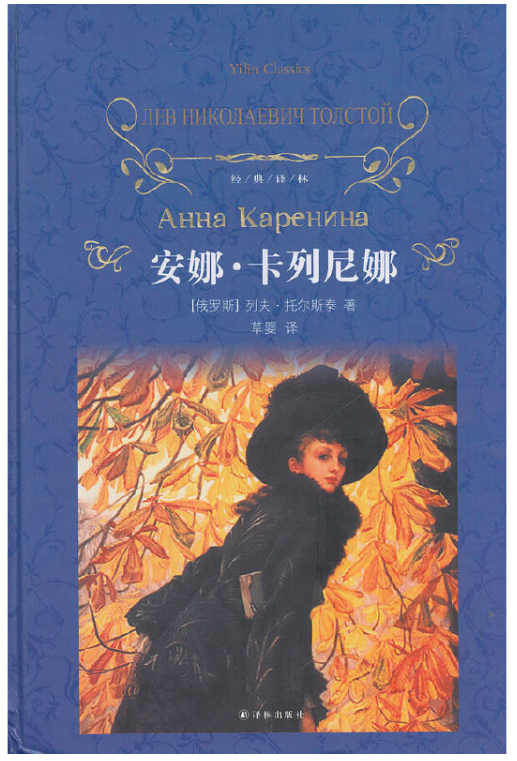 Yilin Classics
ЛЕВ НИКОЛАЕВИЧ ТОЛСТОЙ
经/典/译/林
Анна Каренина
安娜·卡列尼娜
[俄罗斯] 列夫·托尔斯泰 著
草婴 译
译林出版社